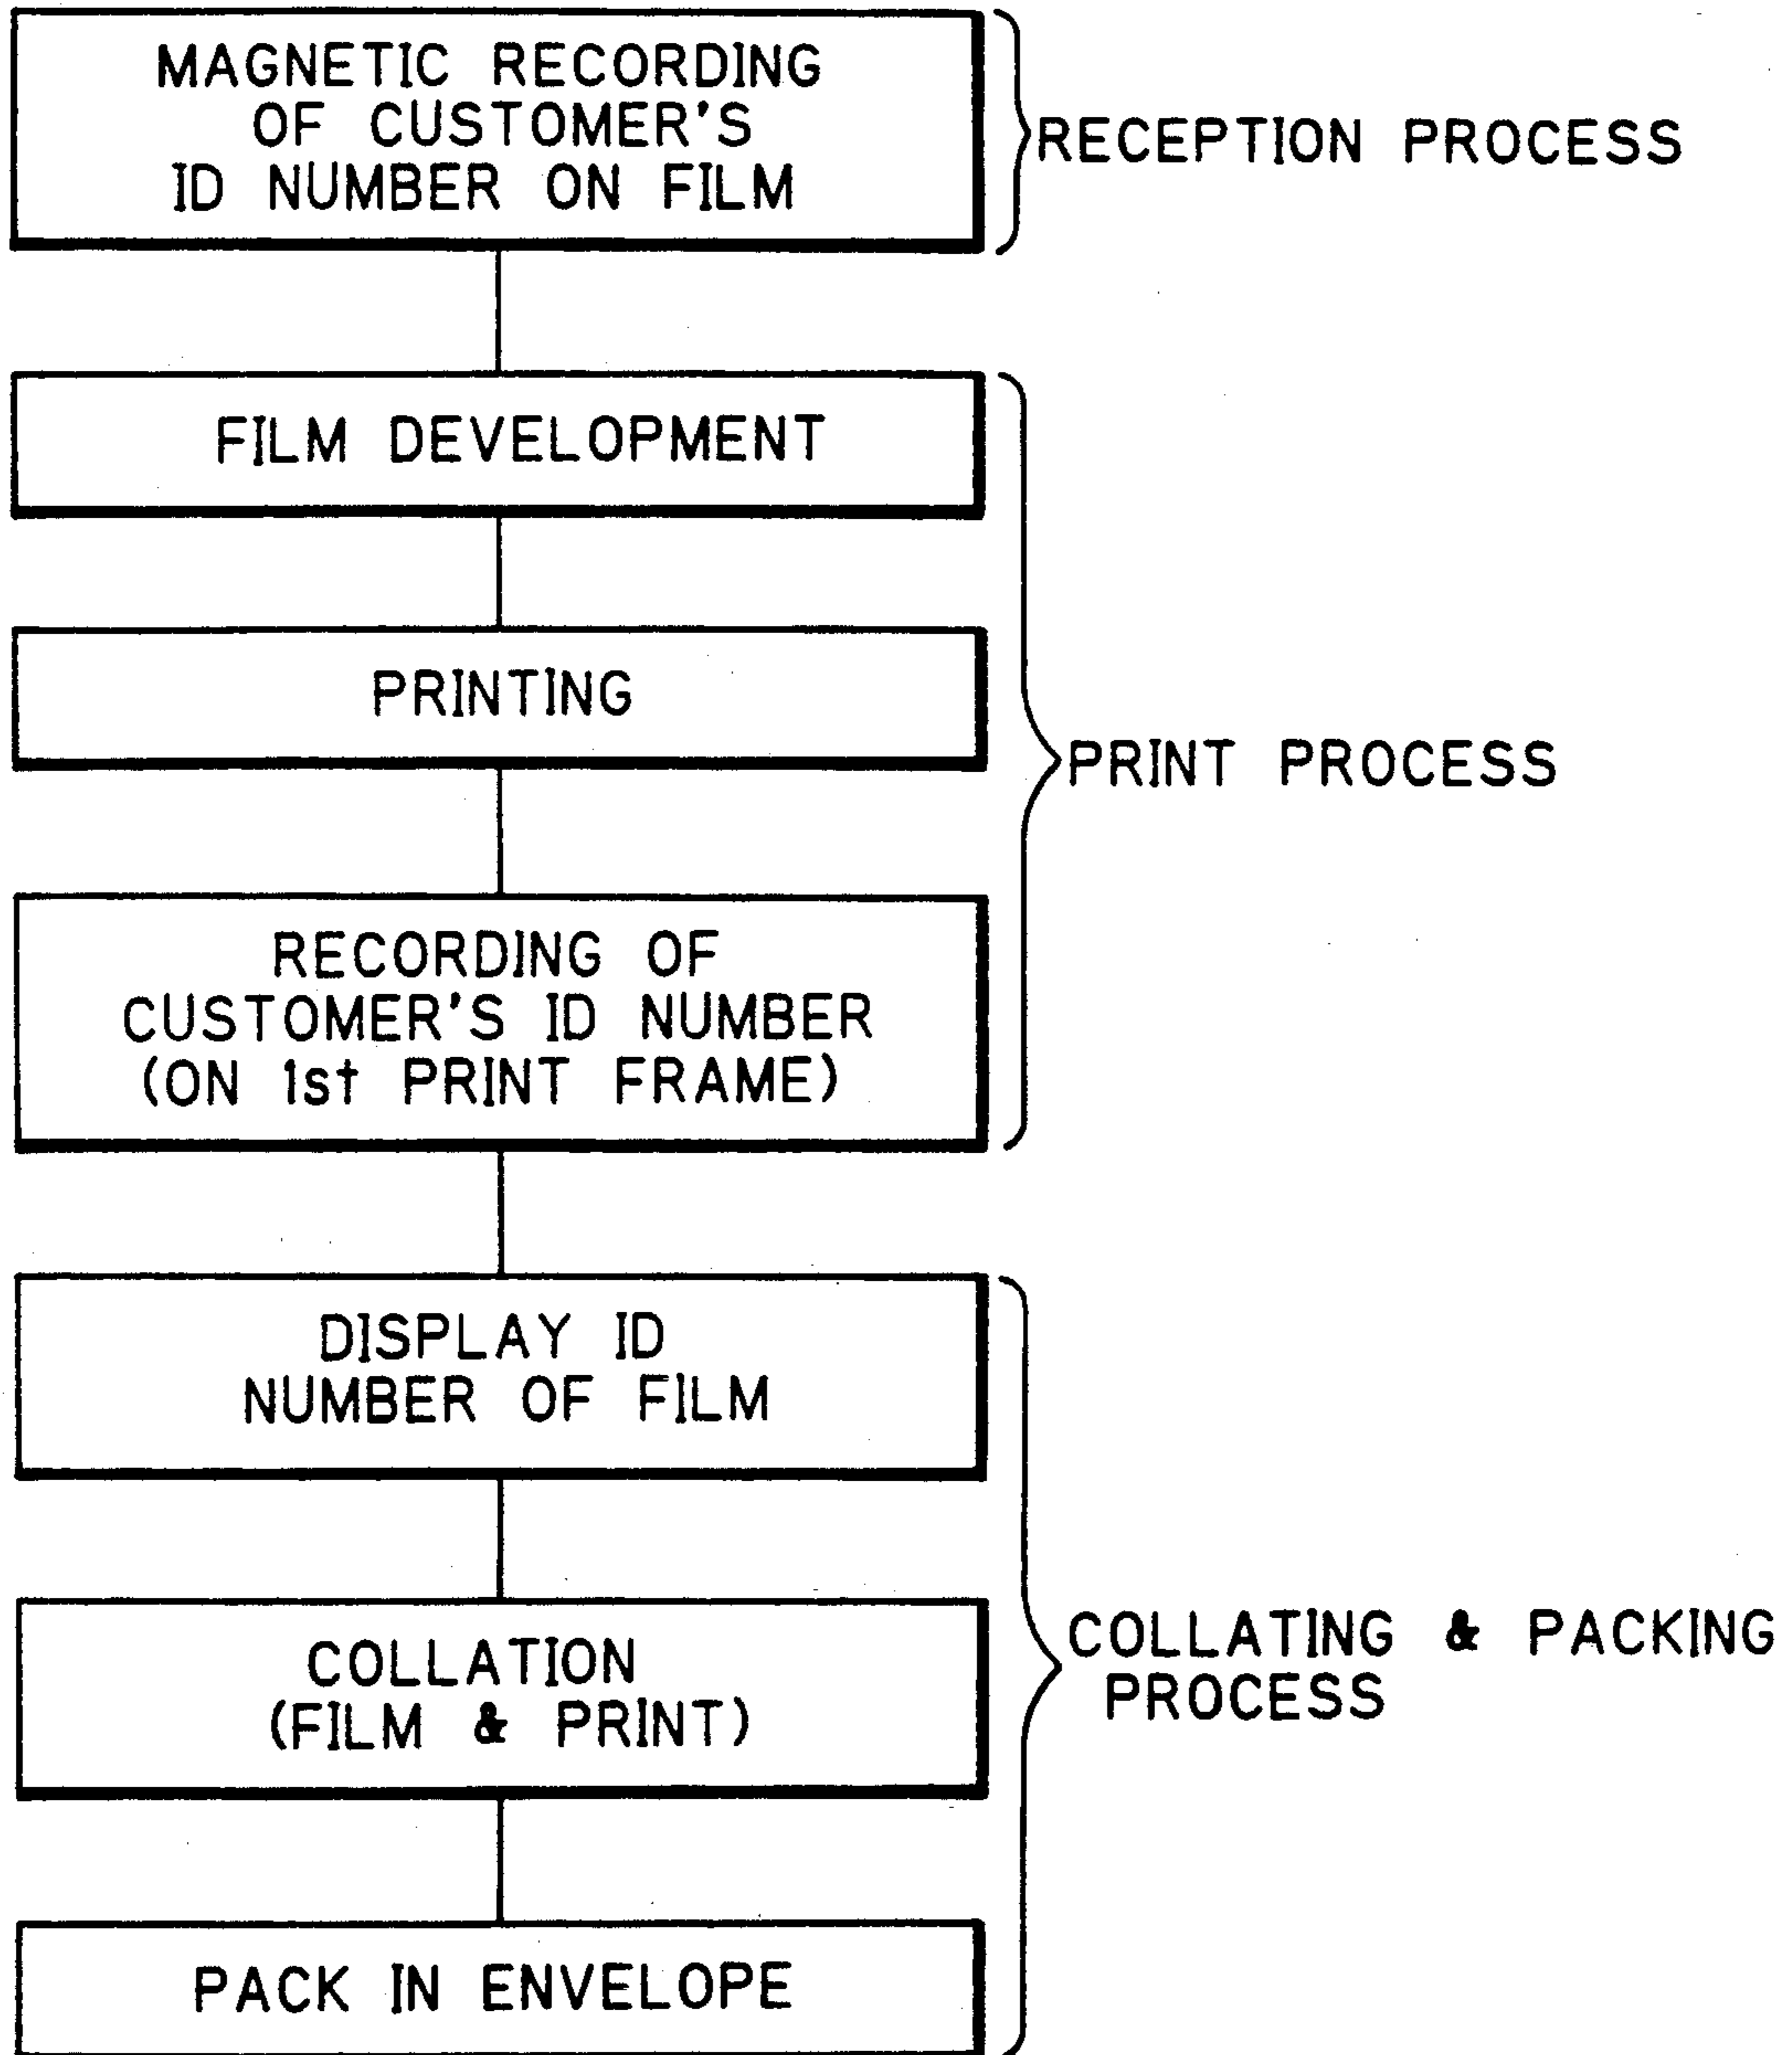 MAGNETIC RECORDING
OF CUSTOMER'S
ID NUMBER ON FILM
RECEPTION PROCESS
FILM DEVELOPMENT
PRINTING
PRINT PROCESS
RECORDING OF
CUSTOMER'S ID NUMBER
(ON 1st PRINT FRAME)
DISPLAY ID
NUMBER OF FILM
COLLATION
(FILM & PRINT)
COLLATING & PACKING
PROCESS
PACK IN ENVELOPE